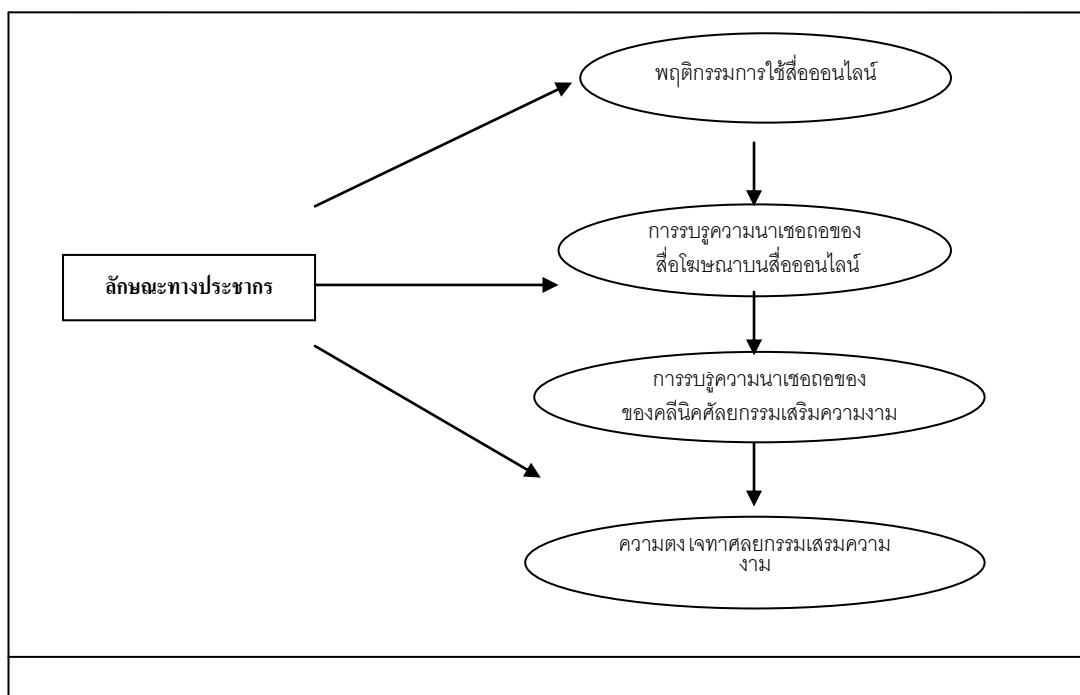 พฤติกรรมการใช้สื่อออนไลน์
การรบรูความนาเชอถอของ
สื่อโฆษณาบนสื่อออนไลน์
ลักษณะทางประชากร
การรบรู้ความนาเชอถอของ
ของคลีนิคศัลยกรรมเสริมความงาม
ความตงเจทาศลยกรรมเสรมความ
งาม